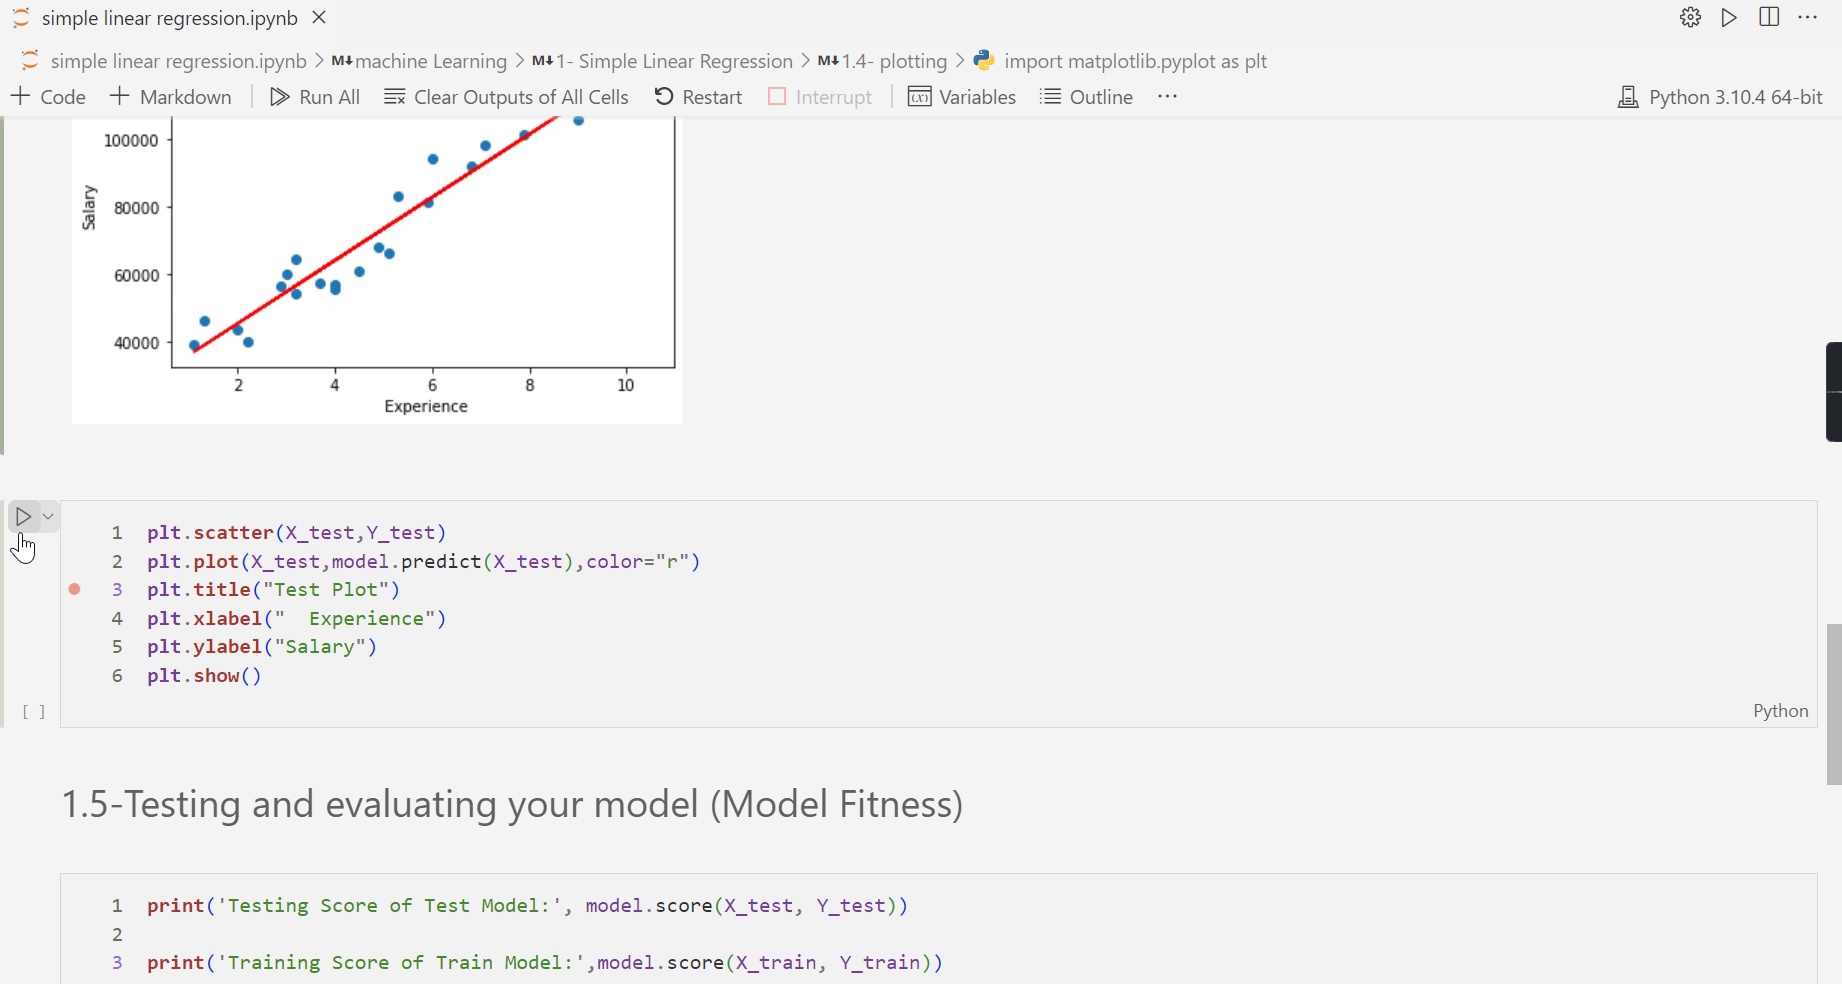 simple linear regression.ipynb
simple linear regression.ipynb > M↓machine Learning > M↓1- Simple Linear Regression > M↓1.4- plotting > import matplotlib.pyplot as plt
+ Code + Markdown Run All Clear Outputs of All Cells Restart Interrupt (x) Variables Outline ... Python 3.10.4 64-bit
100000
80000
60000
40000
Salary
2 4 6 8 10
Experience
1 plt.scatter(X_test,Y_test)
2 plt.plot(X_test,model.predict(X_test),color="r")
3 plt.title("Test Plot")
4 plt.xlabel("  Experience")
5 plt.ylabel("Salary")
6 plt.show()
[ ]
Python
1.5-Testing and evaluating your model (Model Fitness)
1 print('Testing Score of Test Model:', model.score(X_test, Y_test))
2
3 print('Training Score of Train Model:',model.score(X_train, Y_train))